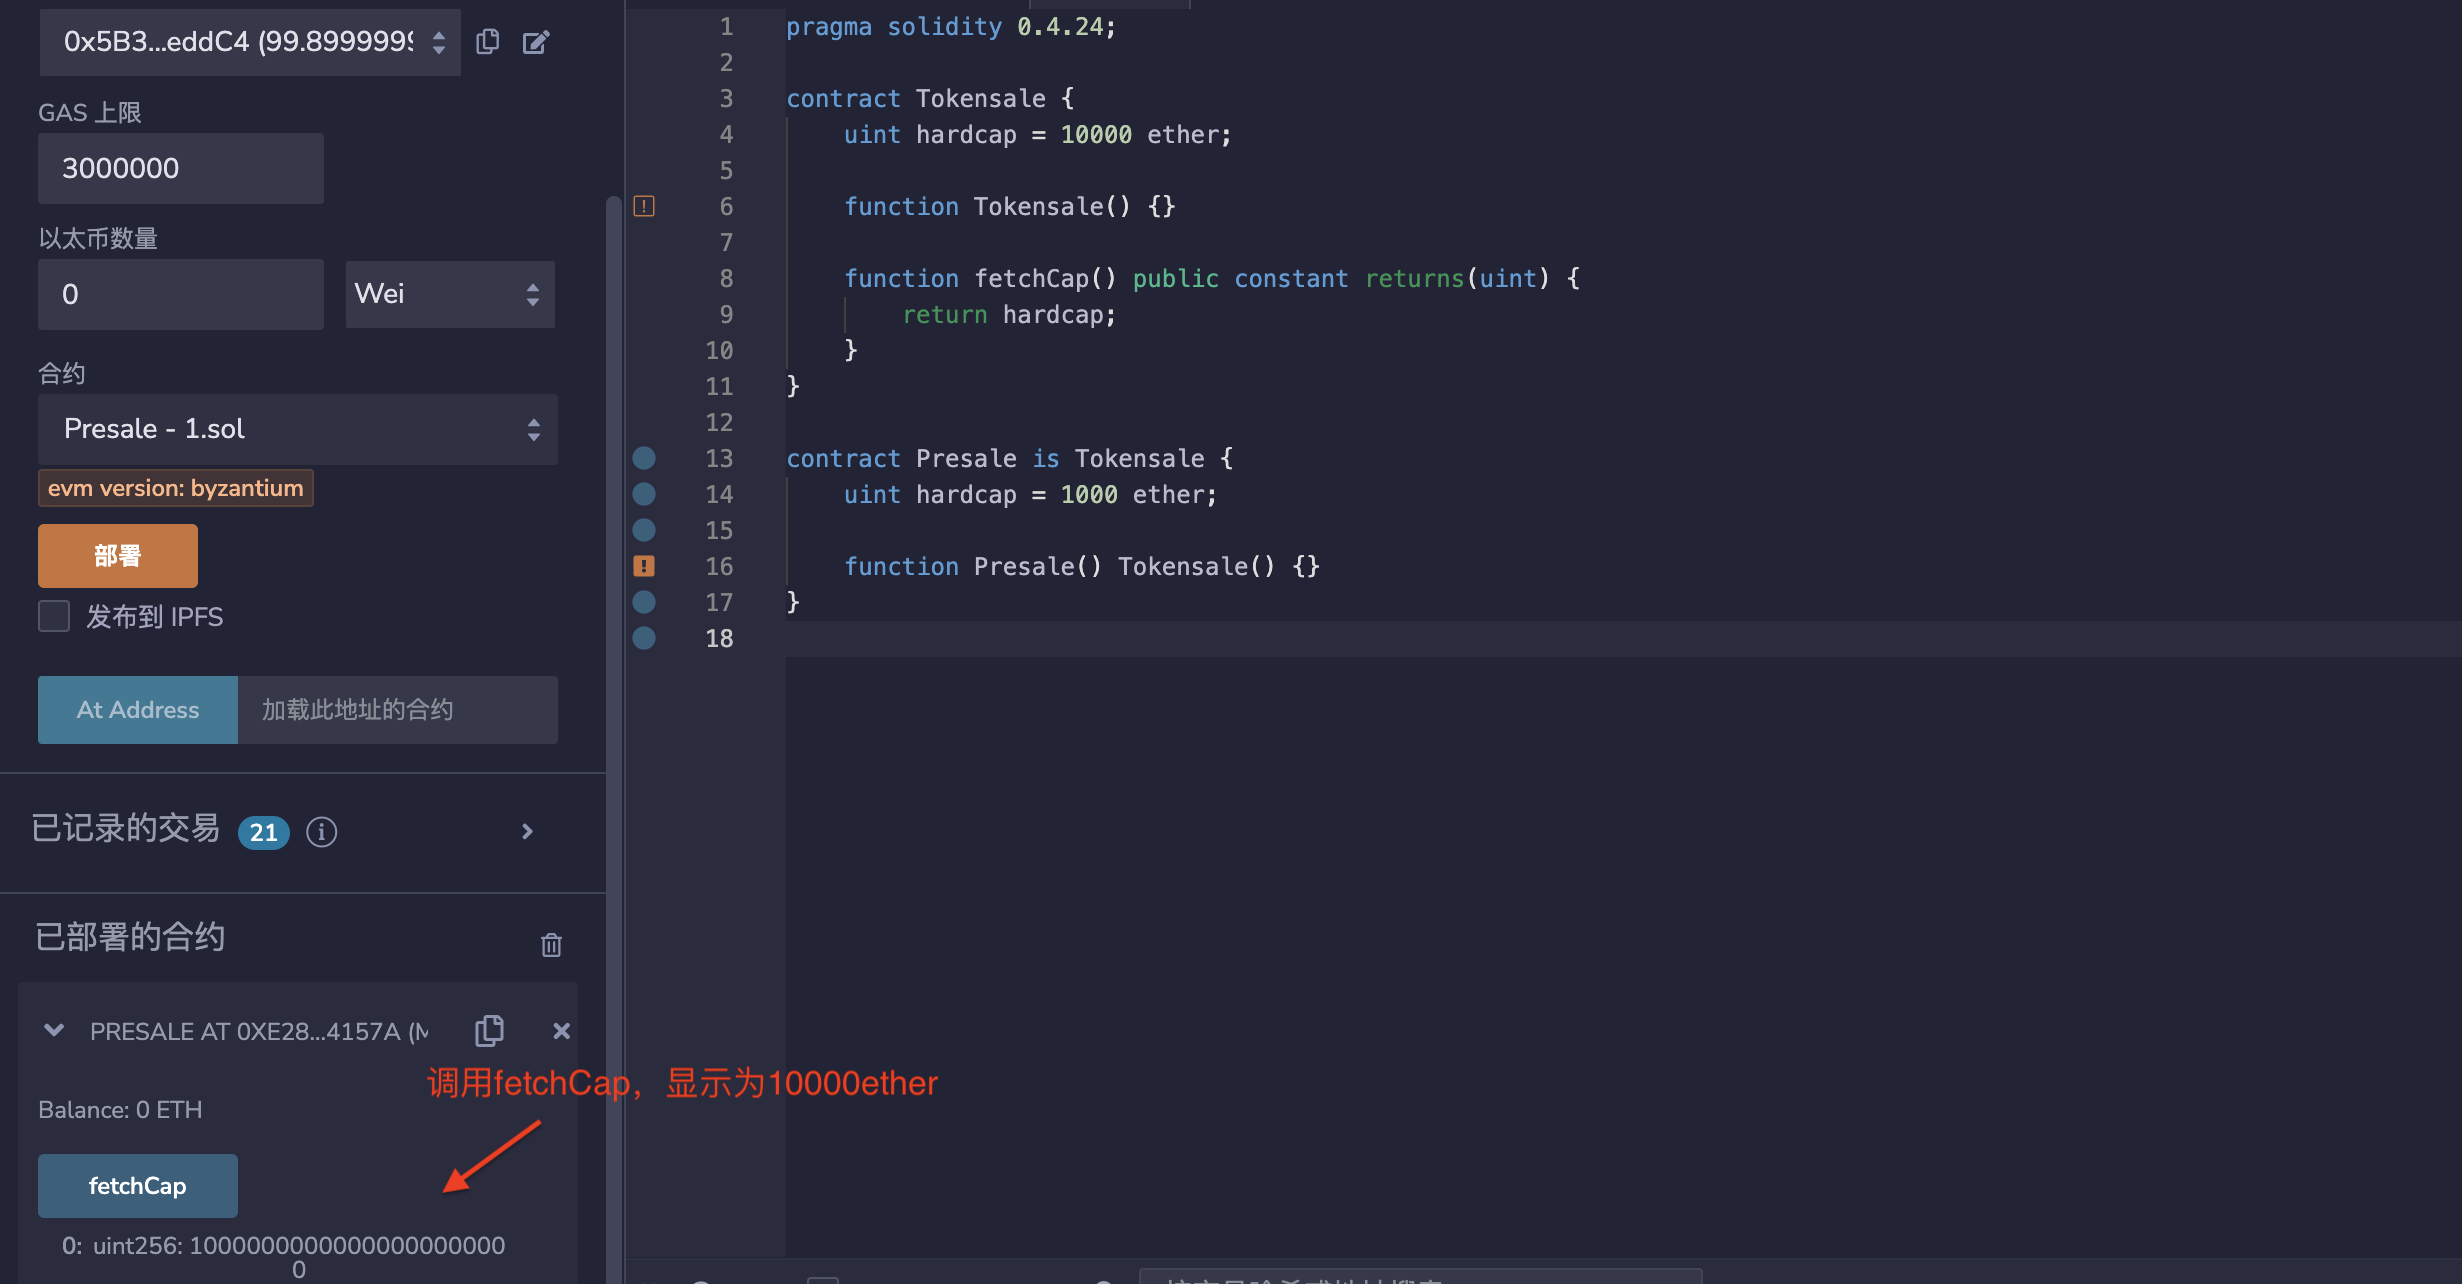 0x5B3...eddC4 (99.8999999
GAS 上限
3000000
以太币数量
0
Wei
合约
Presale - 1.sol
evm version: byzantium
部署
发布到 IPFS
At Address
加载此地址的合约
已记录的交易 21
已部署的合约
PRESALE AT 0XE28...4157A (M
Balance: 0 ETH
fetchCap
0: uint256: 1000000000000000000000
0
调用fetchCap，显示为10000ether
1 pragma solidity 0.4.24;
2
3 contract Tokensale {
4 uint hardcap = 10000 ether;
5
6 function Tokensale() {}
7
8 function fetchCap() public constant returns(uint) {
9 return hardcap;
10 }
11 }
12
13 contract Presale is Tokensale {
14 uint hardcap = 1000 ether;
15
16 function Presale() Tokensale() {}
17 }
18